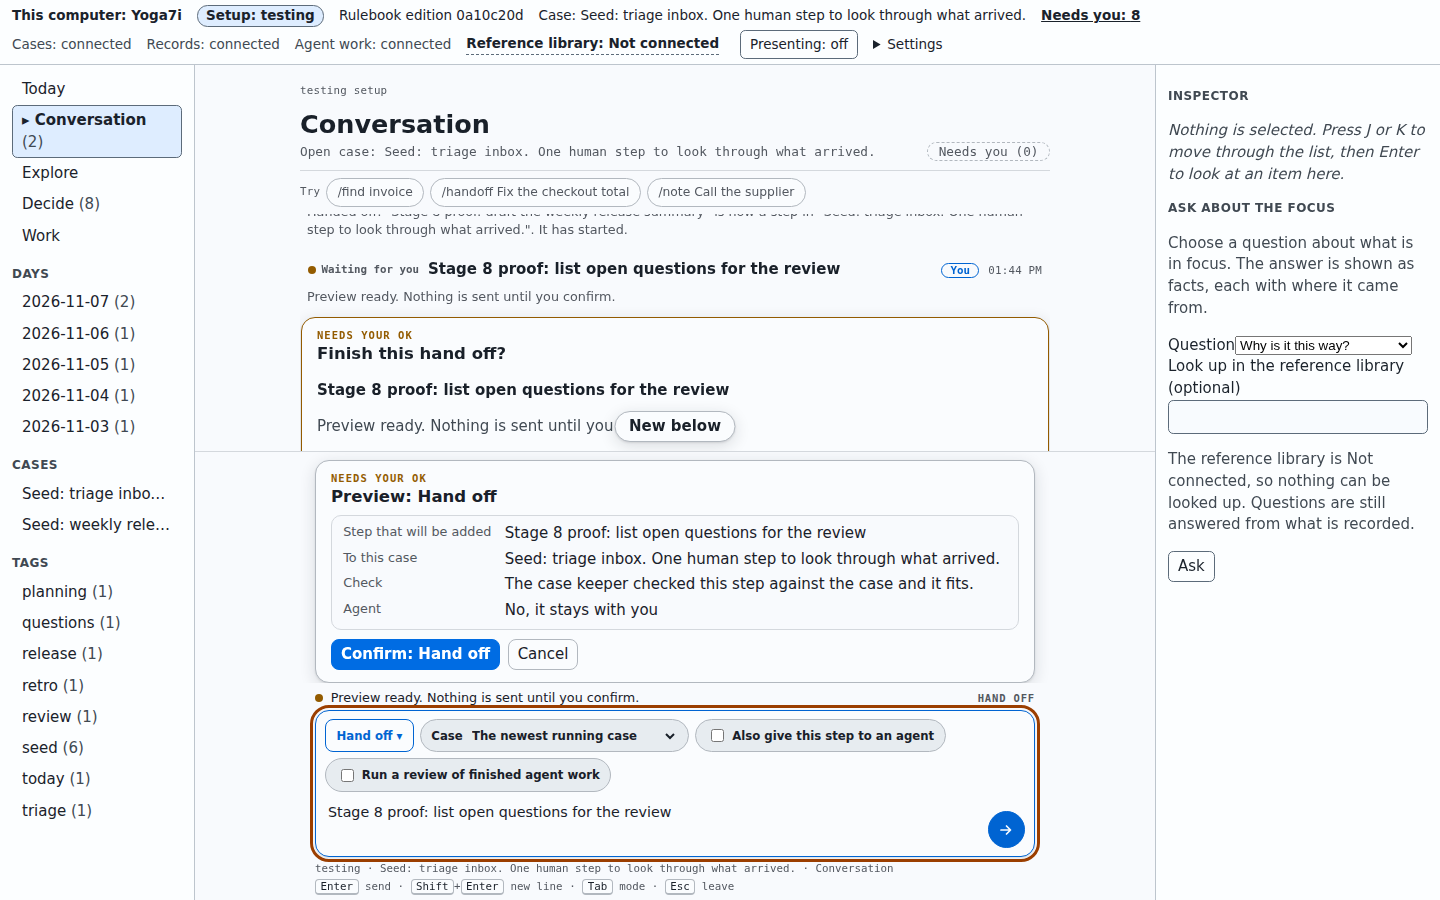 This computer: Yoga7i Setup: testing Rulebook edition 0a10c20d Case: Seed: triage inbox. One human step to look through what arrived. Needs you: 8
Cases: connected Records: connected Agent work: connected Reference library: Not connected Presenting: off ▸ Settings
Today
▸ Conversation
(2)
Explore
Decide (8)
Work
DAYS
2026-11-07 (2)
2026-11-06 (1)
2026-11-05 (1)
2026-11-04 (1)
2026-11-03 (1)
CASES
Seed: triage inbo...
Seed: weekly rele...
TAGS
planning (1)
questions (1)
release (1)
retro (1)
review (1)
seed (6)
today (1)
triage (1)
testing setup
Conversation
Open case: Seed: triage inbox. One human step to look through what arrived. Needs you (0)
Try /find invoice /handoff Fix the checkout total /note Call the supplier
Handed off "Stage 8 proof: draft the weekly release summary" is now a step in "Seed: triage inbox. One human
step to look through what arrived.". It has started.
Waiting for you Stage 8 proof: list open questions for the review You 01:44 PM
Preview ready. Nothing is sent until you confirm.
NEEDS YOUR OK
Finish this hand off?
Stage 8 proof: list open questions for the review
Preview ready. Nothing is sent until you New below
NEEDS YOUR OK
Preview: Hand off
Step that will be added Stage 8 proof: list open questions for the review
To this case Seed: triage inbox. One human step to look through what arrived.
Check The case keeper checked this step against the case and it fits.
Agent No, it stays with you
Confirm: Hand off Cancel
Preview ready. Nothing is sent until you confirm. HAND OFF
Hand off ▾ Case The newest running case Also give this step to an agent
Run a review of finished agent work
Stage 8 proof: list open questions for the review
→
testing · Seed: triage inbox. One human step to look through what arrived. · Conversation
Enter send · Shift+Enter new line · Tab mode · Esc leave
INSPECTOR
Nothing is selected. Press J or K to
move through the list, then Enter
to look at an item here.
ASK ABOUT THE FOCUS
Choose a question about what is
in focus. The answer is shown as
facts, each with where it came
from.
Question Why is it this way?
Look up in the reference library
(optional)
The reference library is Not
connected, so nothing can be
looked up. Questions are still
answered from what is recorded.
Ask